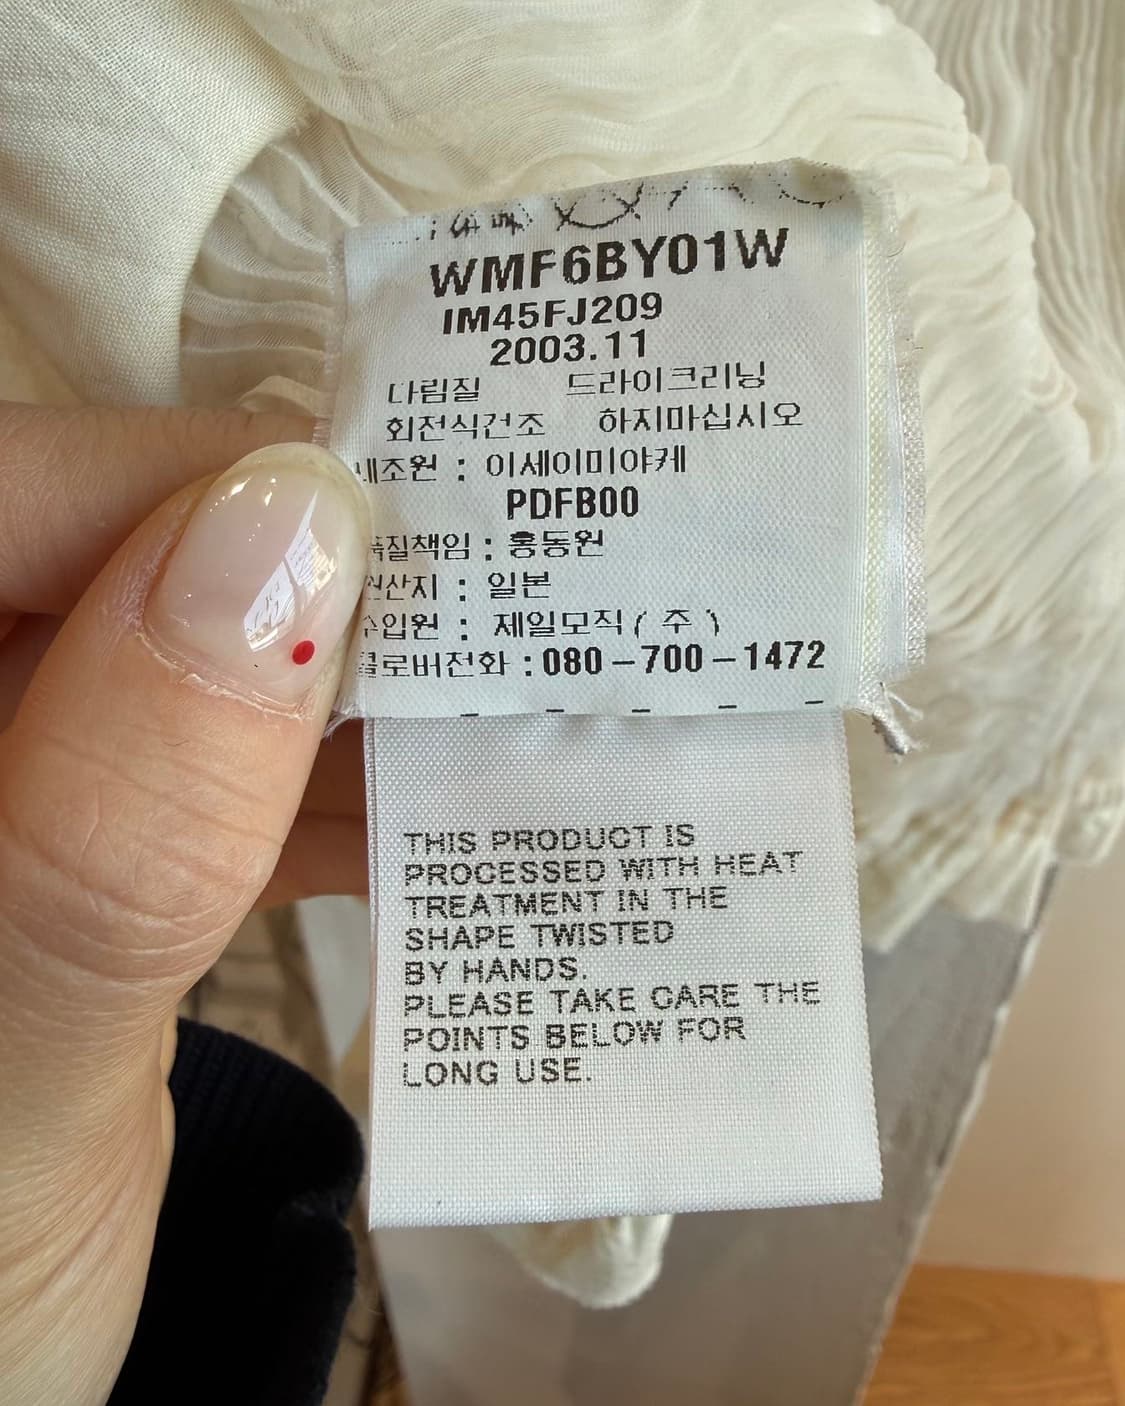 WMF6BY01W
IM45FJ209
2003.11
다림질 드라이크리닝
회전식건조 하지마십시오
제조원 : 이세이미야케
PDFB00
품질책임 : 홍동원
원산지 : 일본
수입원 : 제일모직( 주 )
클로버전화 : 080-700-1472
THIS PRODUCT IS
PROCESSED WITH HEAT
TREATMENT IN THE
SHAPE TWISTED
BY HANDS.
PLEASE TAKE CARE THE
POINTS BELOW FOR
LONG USE.